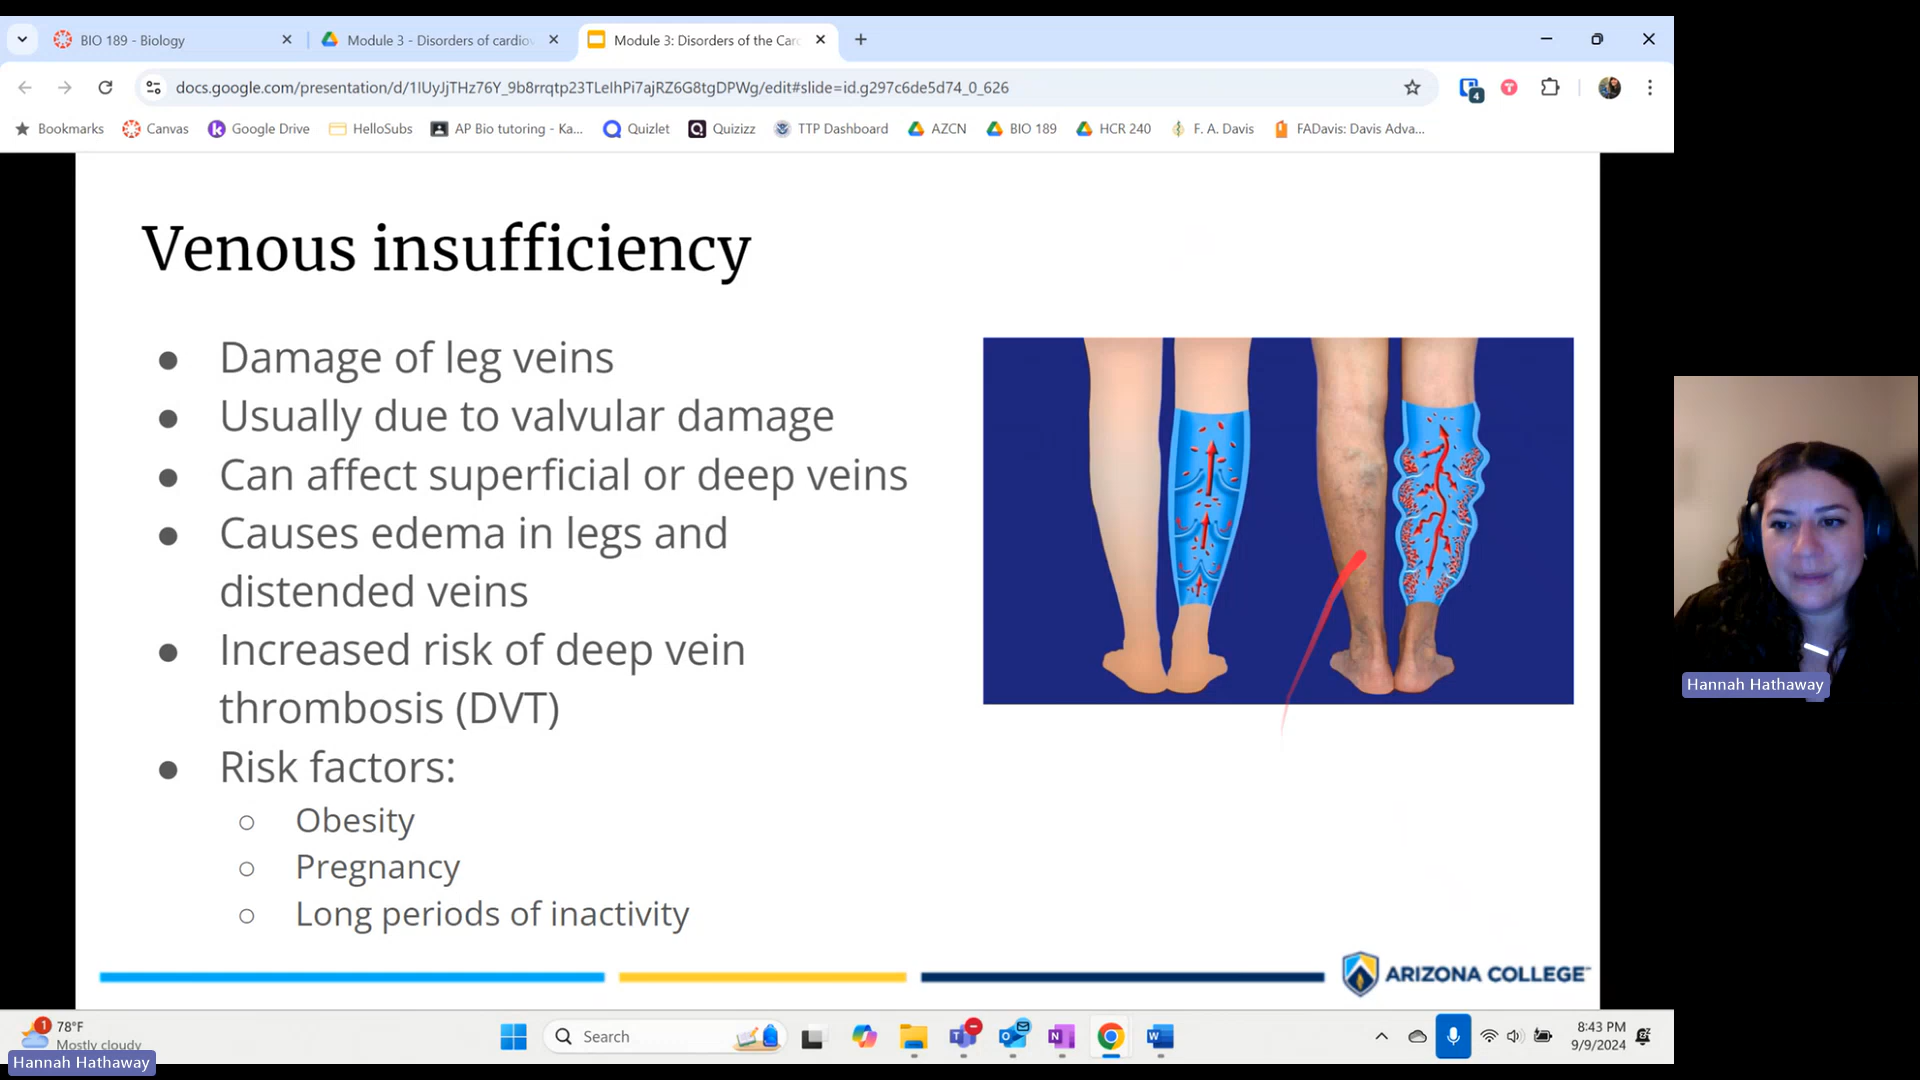 BIO 189 - Biology
Module 3 - Disorders of cardiov
Module 3: Disorders of the Card
docs.google.com/presentation/d/1IUyJjTHz76Y_9b8rrqtp23TLeIhPi7ajRZ6G8tgDPWg/edit#slide=id.g297c6de5d74_0_626
4
Bookmarks Canvas Google Drive HelloSubs AP Bio tutoring - Ka... Quizlet Quizizz TTP Dashboard AZCN BIO 189 HCR 240 F. A. Davis FADavis: Davis Adva...
Venous insufficiency
● Damage of leg veins
● Usually due to valvular damage
● Can affect superficial or deep veins
● Causes edema in legs and
distended veins
● Increased risk of deep vein
thrombosis (DVT)
● Risk factors:
○ Obesity
○ Pregnancy
○ Long periods of inactivity
ARIZONA COLLEGE
Hannah Hathaway
1
78°F
Mostly cloudy
Hannah Hathaway
Search
8:43 PM
9/9/2024